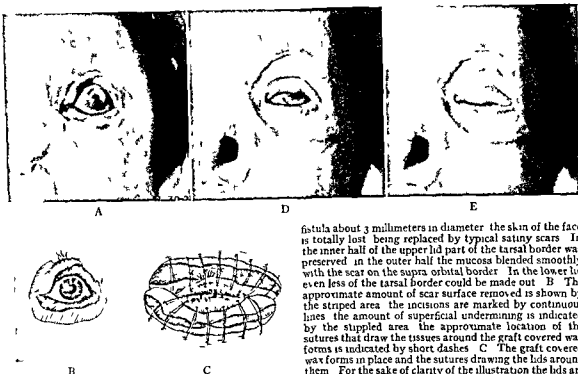 A
D
E
fistula about 3 millimeters in diameter the skin of the face
is totally lost being replaced by typical satiny scars In
the inner half of the upper lid part of the tarsal border was
preserved in the outer half the mucosa blended smoothly
with the scar on the supra orbital border In the lower lid
even less of the tarsal border could be made out B The
approximate amount of scar surface removed is shown by
the striped area the incisions are marked by continuous
lines the amount of superficial undermining is indicated
by the stippled area the approximate location of the
sutures that draw the tissues around the graft covered wax
forms is indicated by short dashes C The graft covered
wax forms in place and the sutures drawing the lids around
them For the sake of clarity of the illustration the lids are
B
C